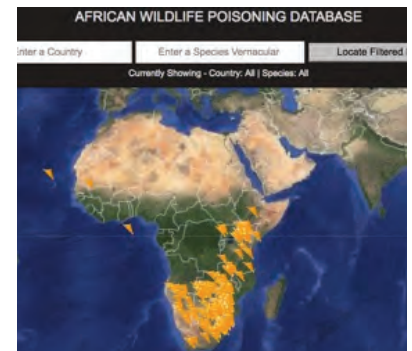 AFRICAN WILDLIFE POISONING DATABASE
Enter a Country Enter a Species Vernacular Locate Filtered
Currently Showing - Country: All | Species: All